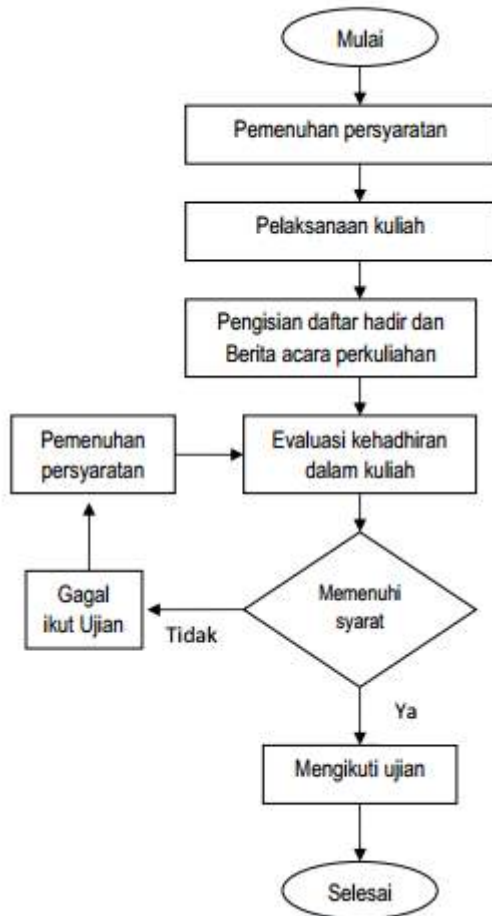 Mulai
Pemenuhan persyaratan
Pelaksanaan kuliah
Pengisian daftar hadir dan
Berita acara perkuliahan
Pemenuhan
persyaratan
Evaluasi kehadhiran
dalam kuliah
Gagal
ikut Ujian
Tidak
Memenuhi
syarat
Ya
Mengikuti ujian
Selesai